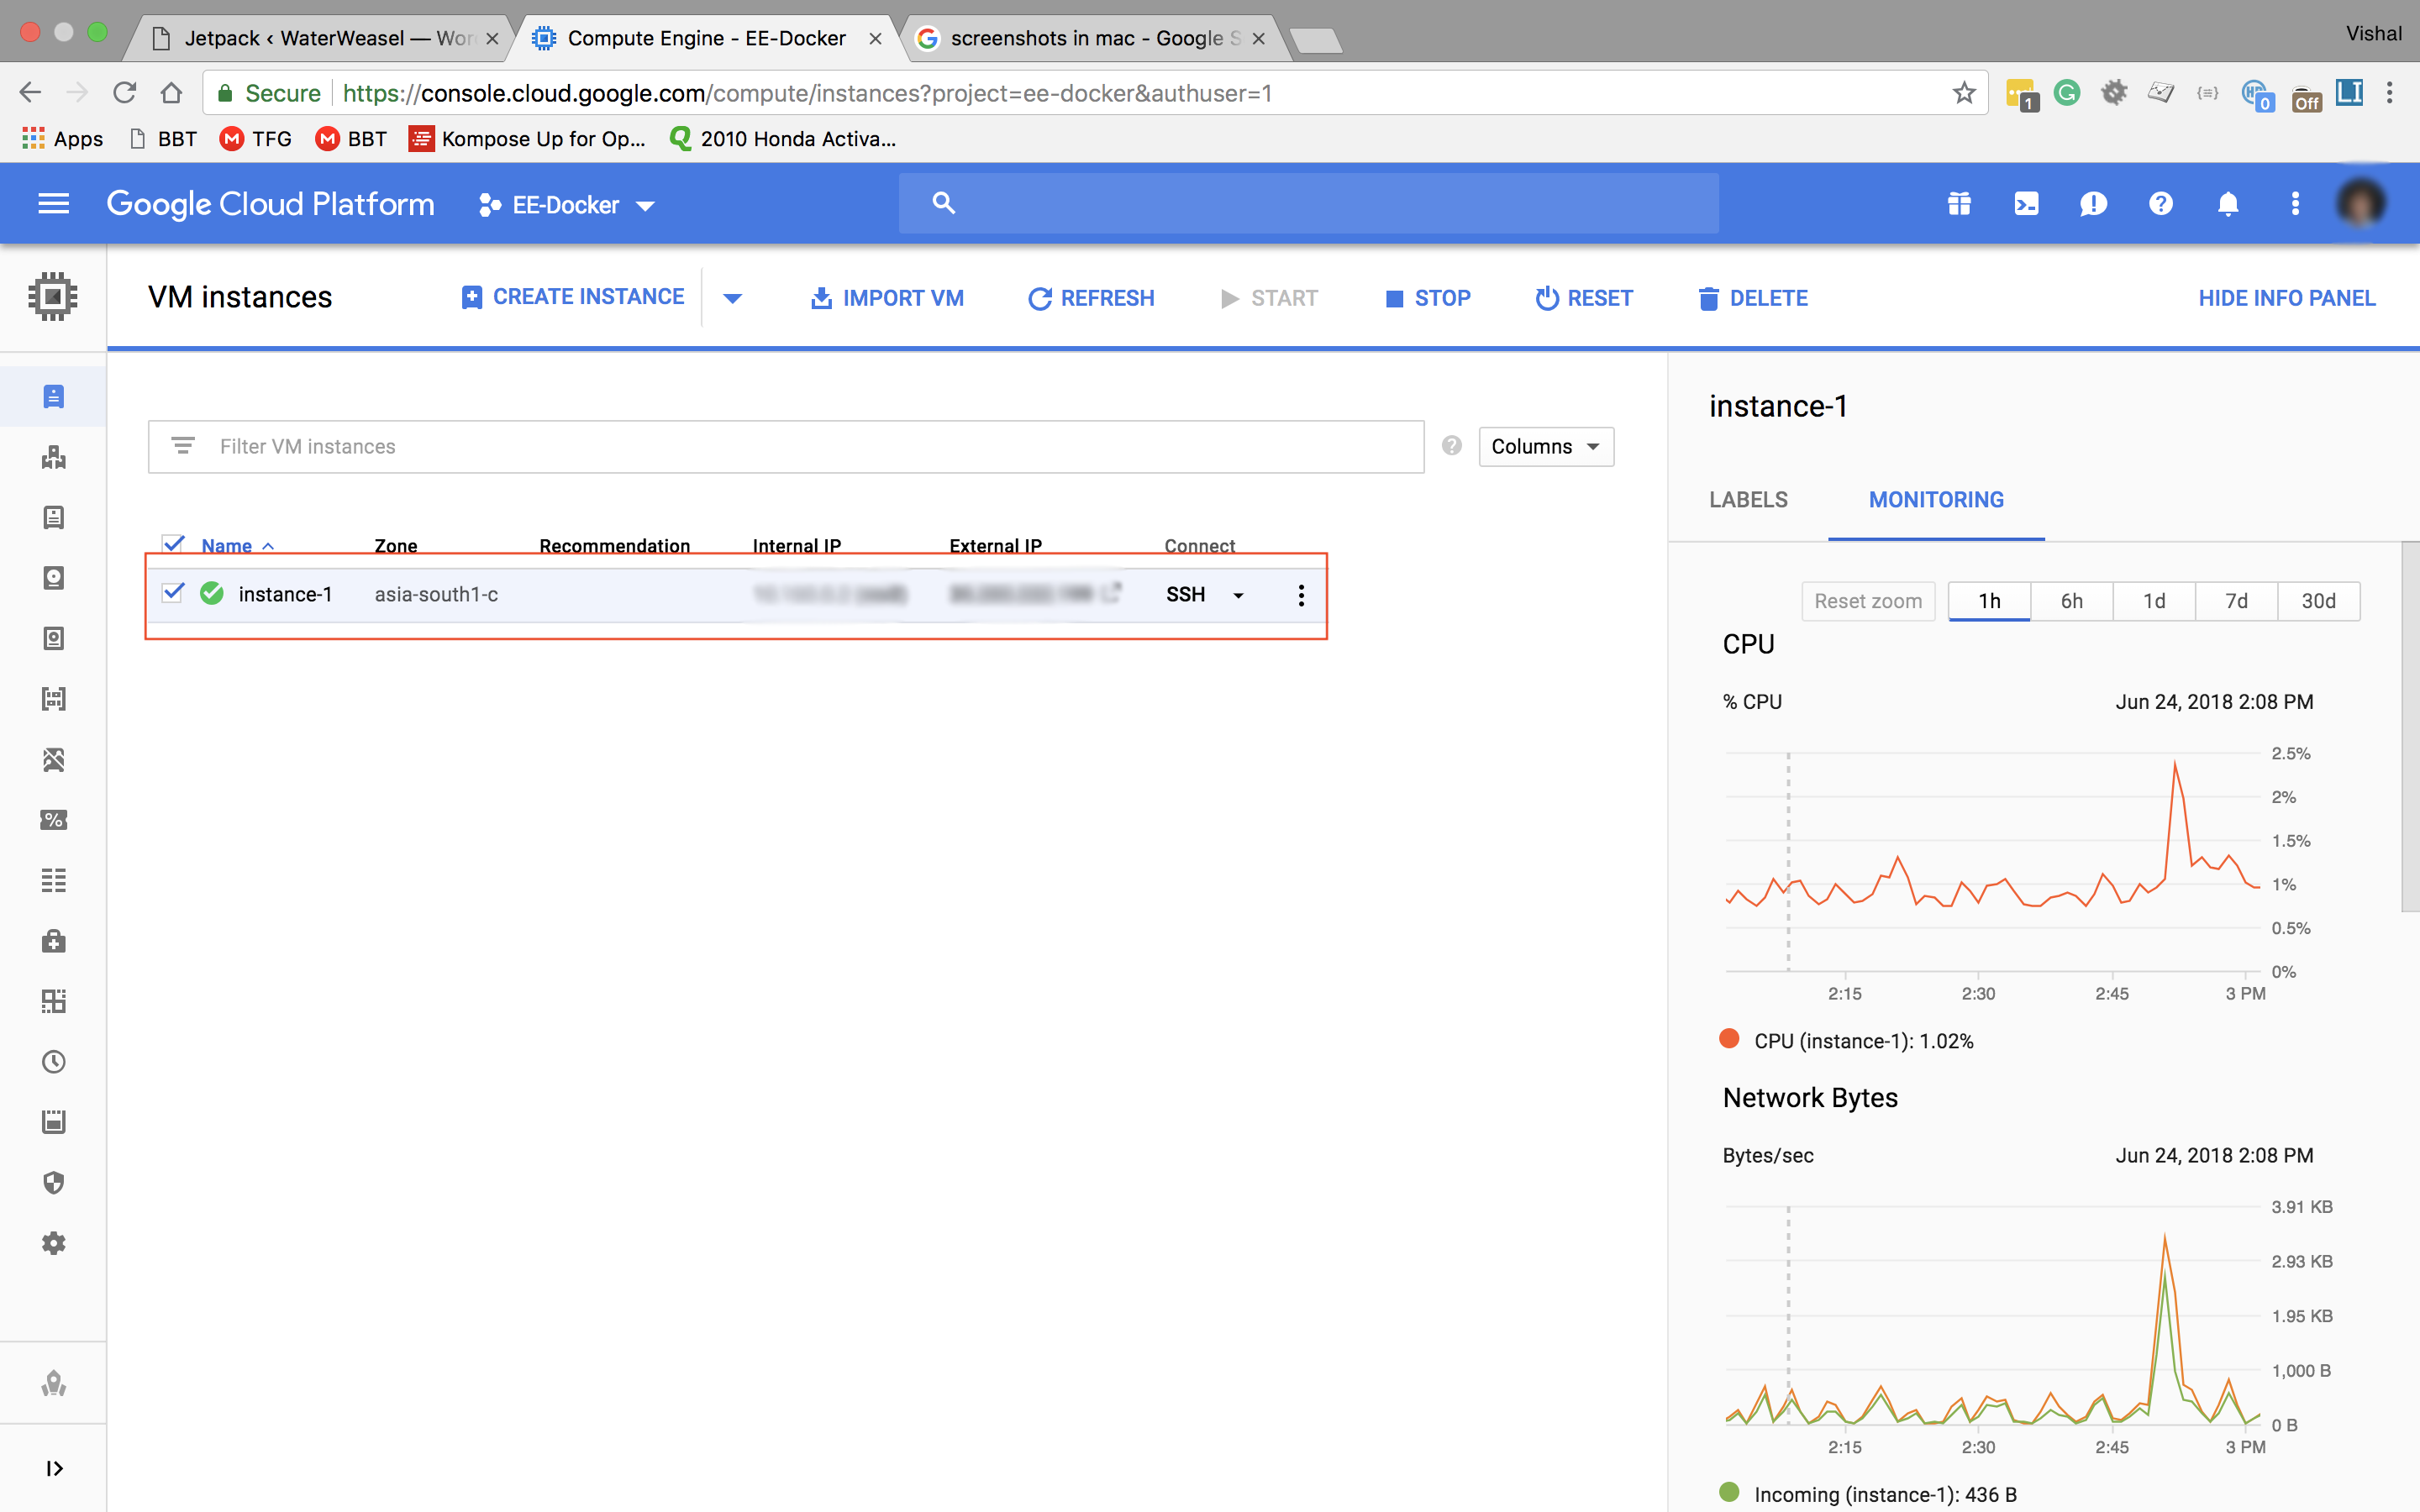 Jetpack ‹ WaterWeasel — Wor
Compute Engine - EE-Docker
screenshots in mac - Google S
Vishal
Secure https://console.cloud.google.com/compute/instances?project=ee-docker&authuser=1
1
0
Off
LI
Apps BBT TFG BBT Kompose Up for Op... 2010 Honda Activa...
Google Cloud Platform EE-Docker
VM instances CREATE INSTANCE IMPORT VM REFRESH START STOP RESET DELETE HIDE INFO PANEL
Filter VM instances Columns
Name Zone Recommendation Internal IP External IP Connect
instance-1 asia-south1-c SSH
instance-1
LABELS MONITORING
Reset zoom 1h 6h 1d 7d 30d
CPU
% CPU Jun 24, 2018 2:08 PM
2.5%
2%
1.5%
1%
0.5%
0%
2:15 2:30 2:45 3 PM
CPU (instance-1): 1.02%
Network Bytes
Bytes/sec Jun 24, 2018 2:08 PM
3.91 KB
2.93 KB
1.95 KB
1,000 B
0 B
2:15 2:30 2:45 3 PM
Incoming (instance-1): 436 B